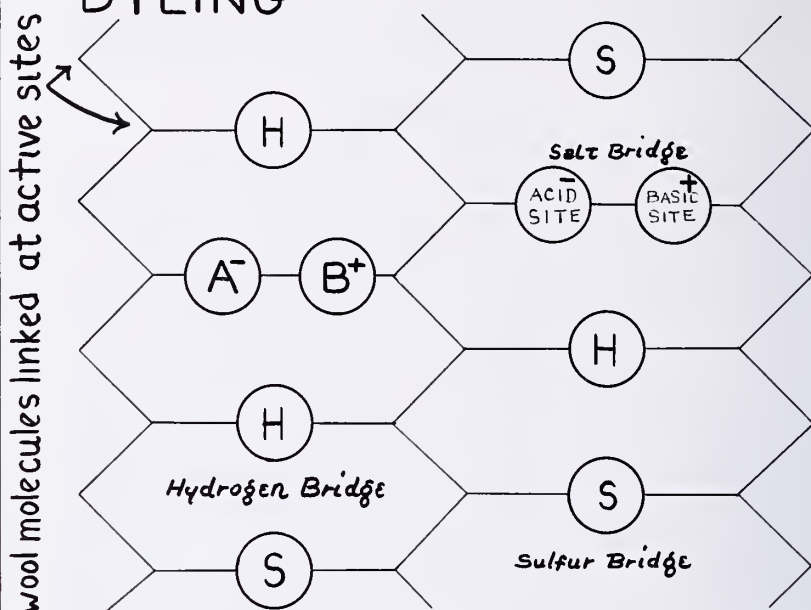 DYEING
wool molecules linked at active sites
S
H
Salt Bridge
ACID
SITE
-
BASIC
SITE
+
A-
B+
H
H
Hydrogen Bridge
S
Sulfur Bridge
S